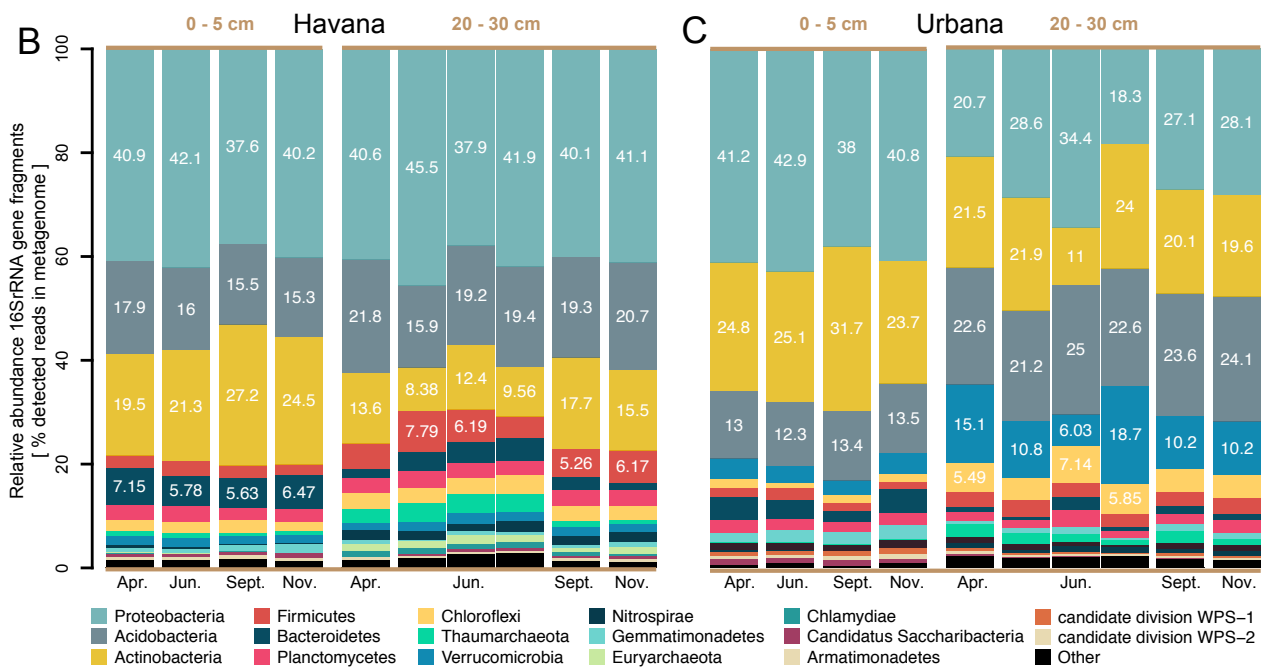 B
0 - 5 cm
Havana
20 - 30 cm
C
0 - 5 cm
Urbana
20 - 30 cm
Relative abundance 16SrRNA gene fragments
[ % detected reads in metagenome ]
100
80
60
40
20
0
40.9 42.1 37.6 40.2 40.6 45.5 37.9 41.9 40.1 41.1
17.9 16 15.5 15.3 21.8 15.9 19.2 19.4 19.3 20.7
19.5 21.3 27.2 24.5 13.6 8.38 12.4 9.56 17.7 15.5
7.79 6.19 5.26 6.17
7.15 5.78 5.63 6.47
41.2 42.9 38 40.8 20.7 28.6 34.4 18.3 27.1 28.1
24.8 25.1 31.7 23.7 21.5 21.9 11 24 20.1 19.6
13 12.3 13.4 13.5 22.6 21.2 25 22.6 23.6 24.1
15.1 10.8 6.03 18.7 10.2 10.2
5.49 7.14 5.85
Apr. Jun. Sept. Nov. Apr. Jun. Sept. Nov.
Apr. Jun. Sept. Nov. Apr. Jun. Sept. Nov.
Proteobacteria Firmicutes Chloroflexi Nitrospirae Chlamydiae candidate division WPS–1
Acidobacteria Bacteroidetes Thaumarchaeota Gemmatimonadetes Candidatus Saccharibacteria candidate division WPS–2
Actinobacteria Planctomycetes Verrucomicrobia Euryarchaeota Armatimonadetes Other